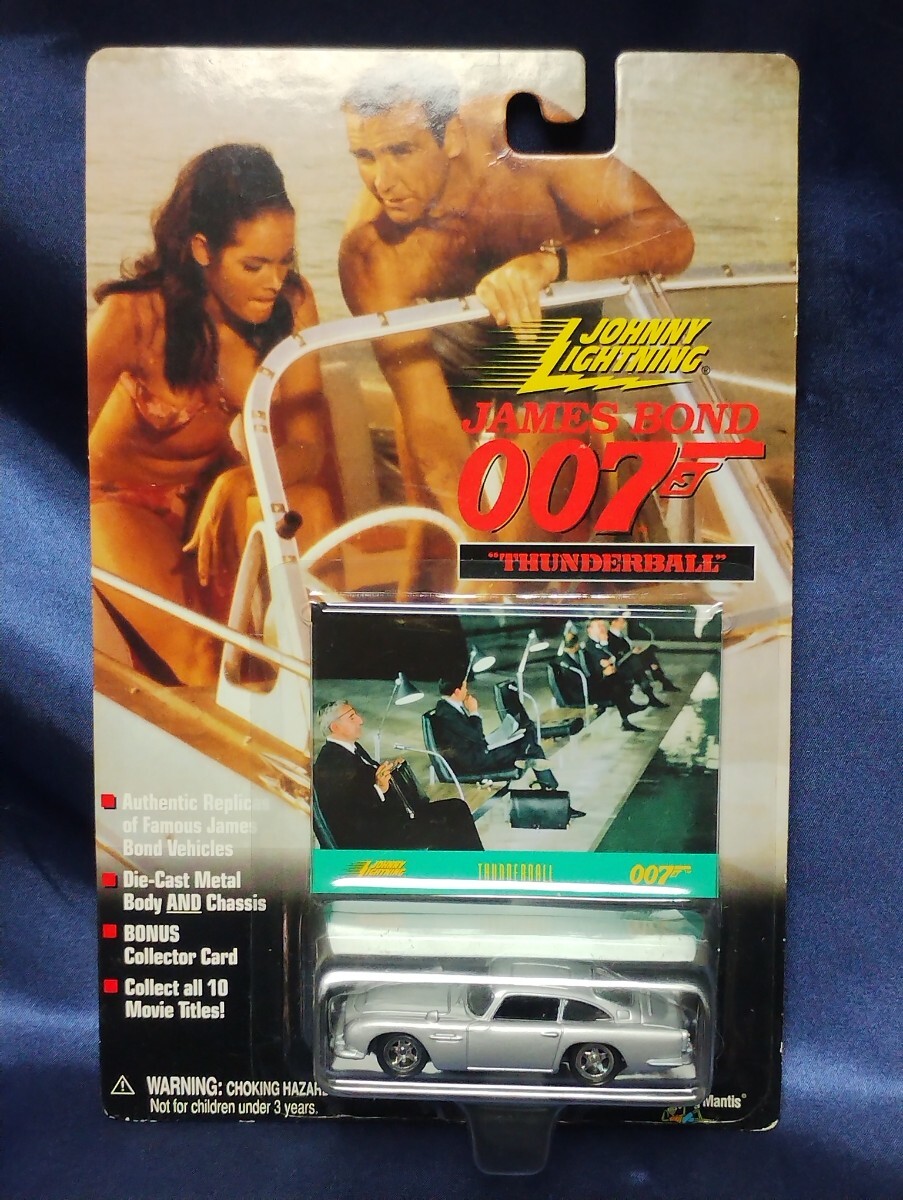 JOHNNY
LIGHTNING®
JAMES BOND
007
"THUNDERBALL"
JOHNNY
LIGHTNING
THUNDERBALL
007
Authentic Replic
of Famous James
Bond Vehicles
Die-Cast Metal
Body AND Chassis
BONUS
Collector Card
Collect all 10
Movie Titles!
WARNING: CHOKING HAZAR
Not for children under 3 years.
Mantis®